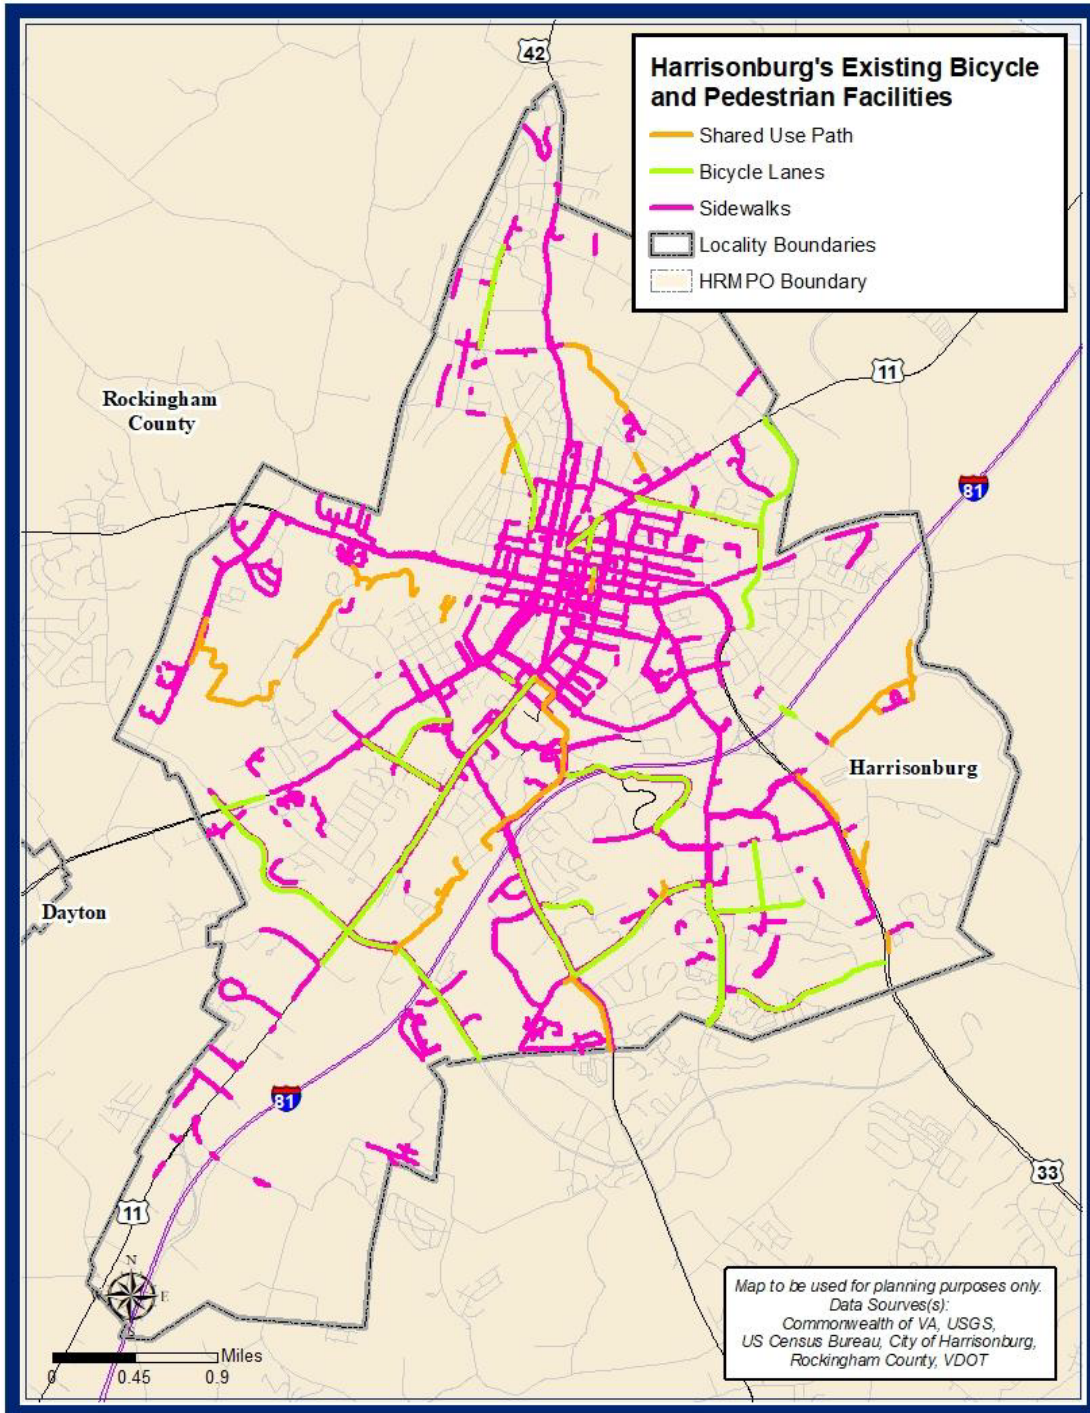 42
Harrisonburg's Existing Bicycle
and Pedestrian Facilities
Shared Use Path
Bicycle Lanes
Sidewalks
Locality Boundaries
HRMPO Boundary
11
Rockingham
County
81
Harrisonburg
Dayton
81
33
11
N
E
S
Map to be used for planning purposes only.
Data Sourves(s):
Commonwealth of VA, USGS,
US Census Bureau, City of Harrisonburg,
Rockingham County, VDOT
Miles
0 0.45 0.9